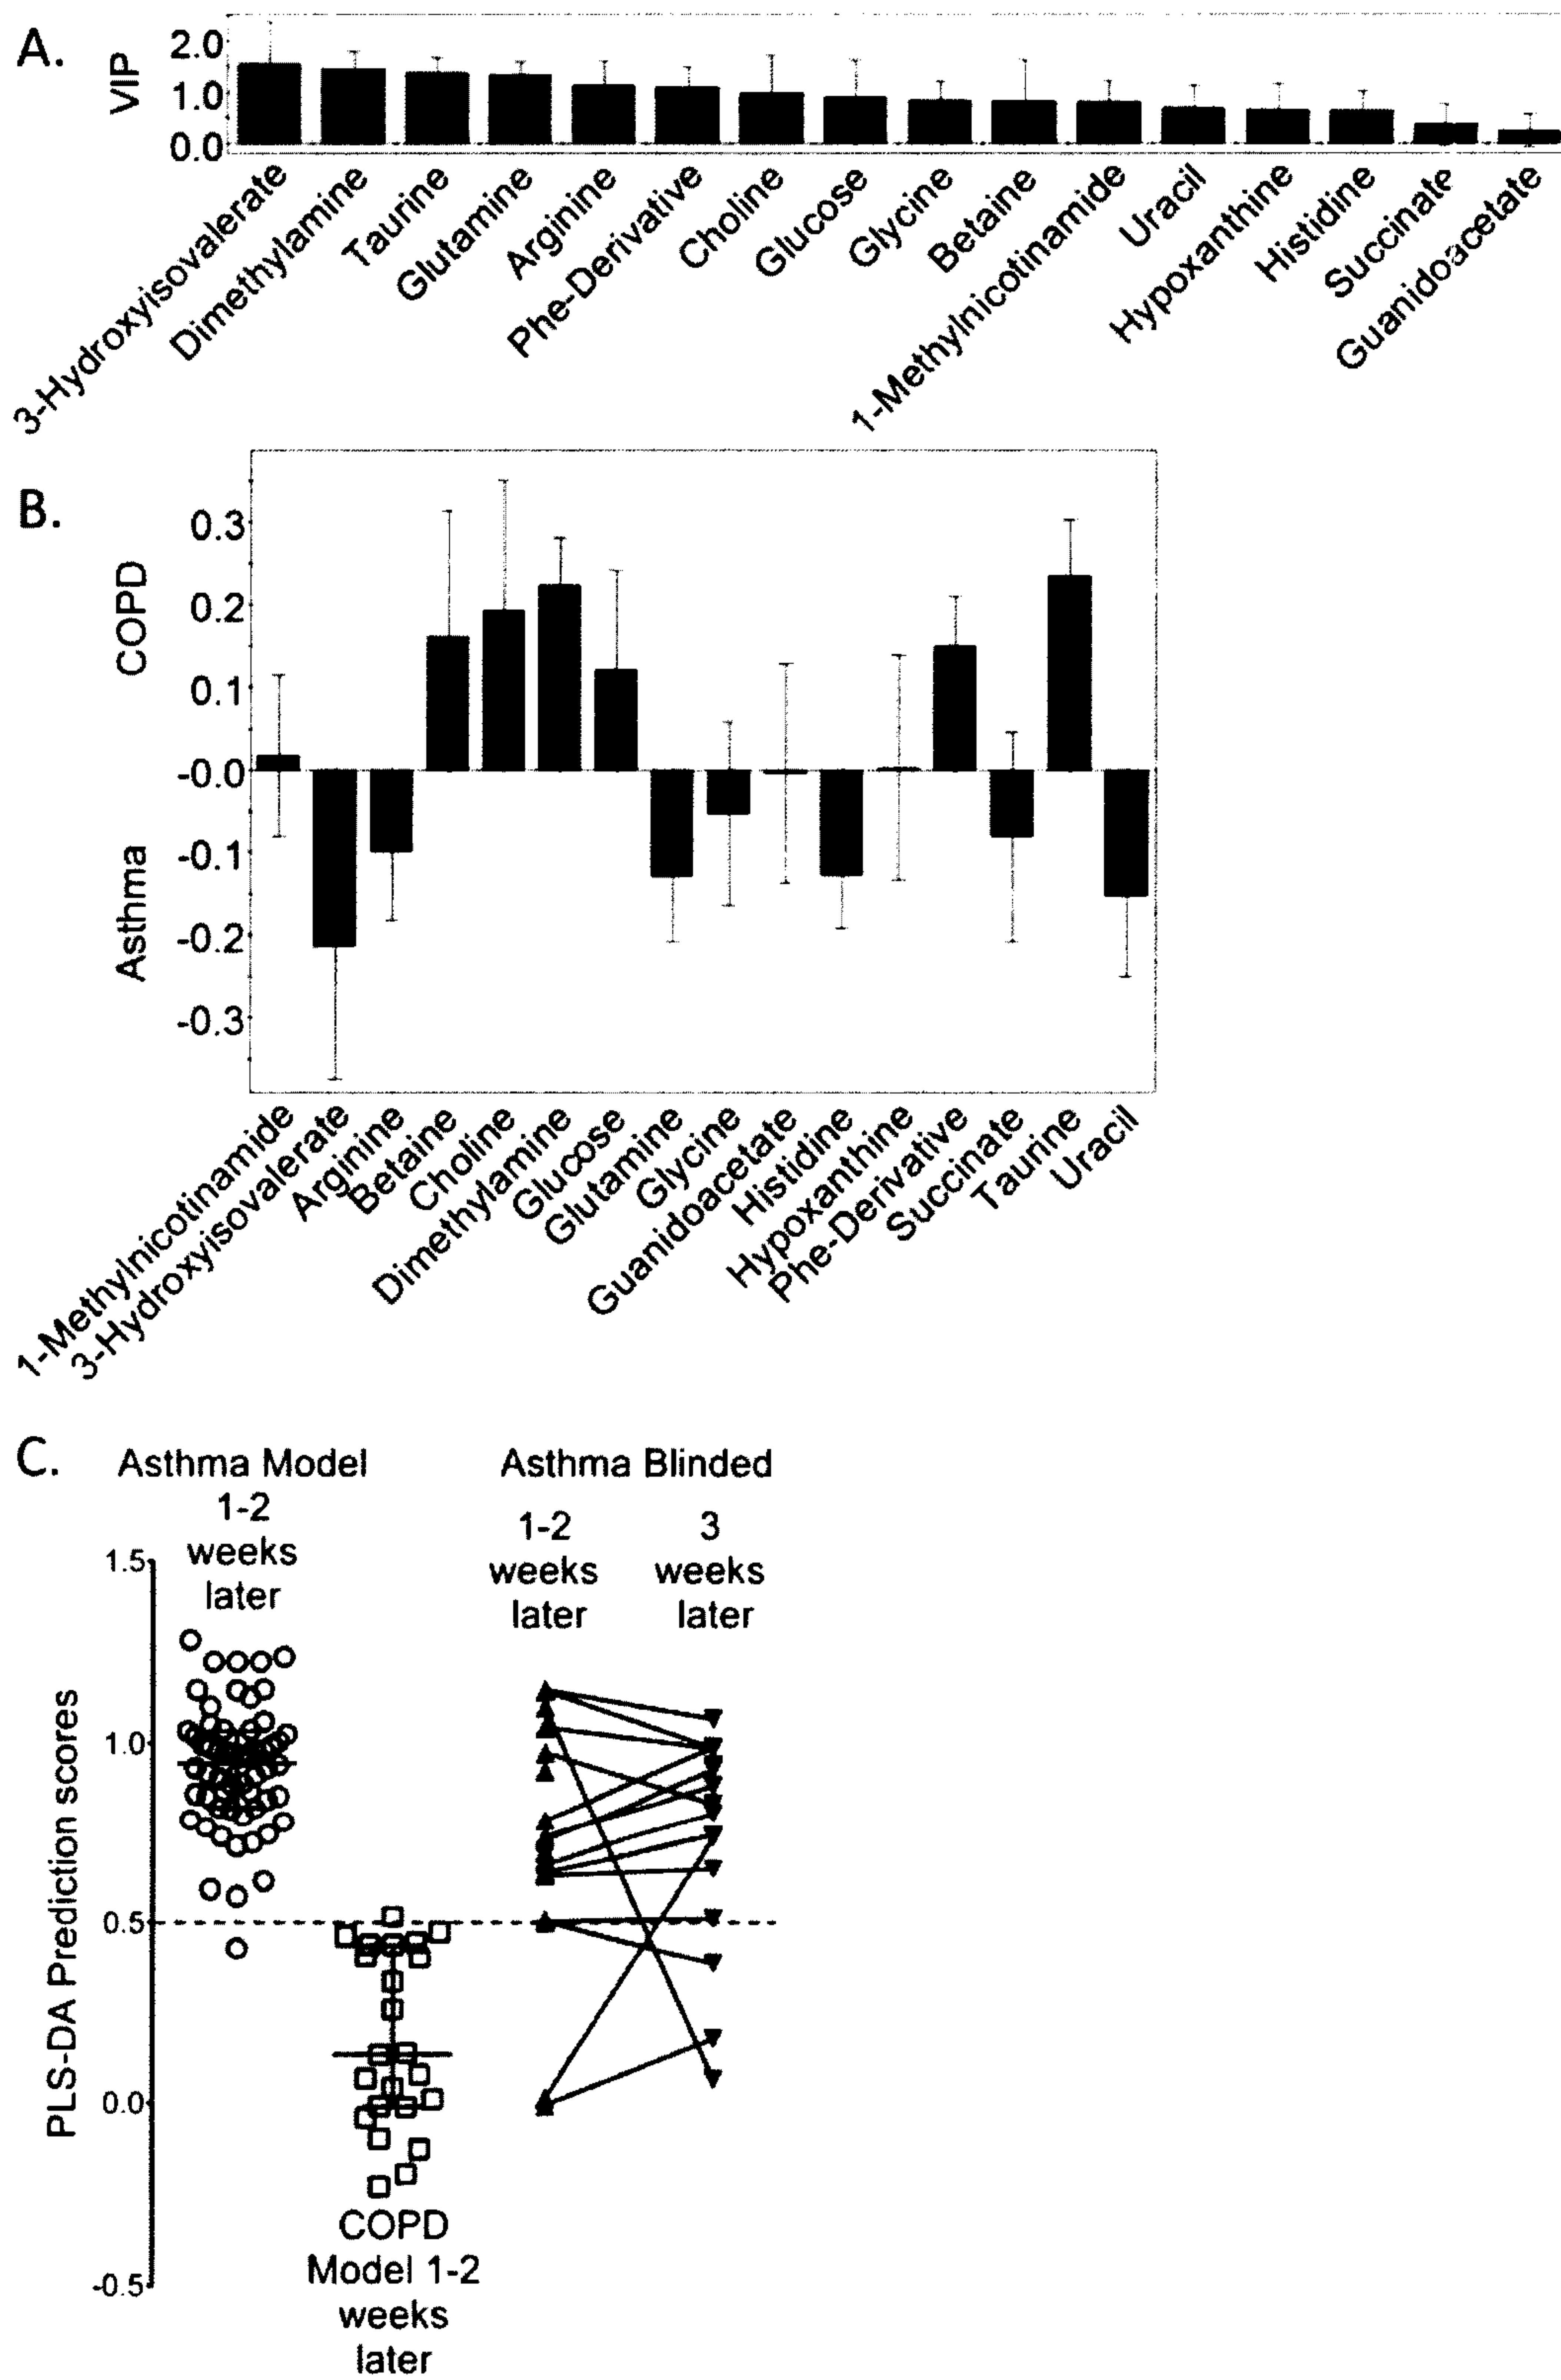 A.
VIP
2.0
1.0
0.0
3-Hydroxyisovalerate
Dimethylamine
Taurine
Glutamine
Arginine
Phe-Derivative
Choline
Glucose
Glycine
Betaine
1-Methylnicotinamide
Uracil
Hypoxanthine
Histidine
Succinate
Guanidoacetate
B.
COPD
Asthma
0.3
0.2
0.1
-0.0
-0.1
-0.2
-0.3
1-Methylnicotinamide
3-Hydroxyisovalerate
Arginine
Betaine
Choline
Dimethylamine
Glucose
Glutamine
Glycine
Guanidoacetate
Histidine
Hypoxanthine
Phe-Derivative
Succinate
Taurine
Uracil
C.
Asthma Model
1-2
weeks
later
Asthma Blinded
1-2
weeks
later
3
weeks
later
PLS-DA Prediction scores
1.5
1.0
0.5
0.0
-0.5
COPD
Model 1-2
weeks
later